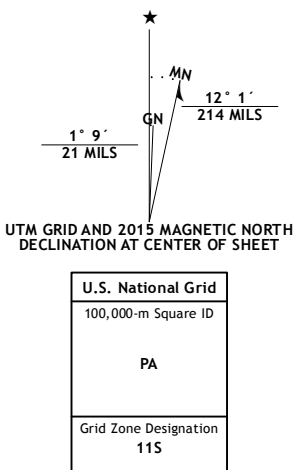 ★
MN
GN
12° 1´
214 MILS
1° 9´
21 MILS
UTM GRID AND 2015 MAGNETIC NORTH
DECLINATION AT CENTER OF SHEET
U.S. National Grid
100,000-m Square ID
PA
Grid Zone Designation
11S